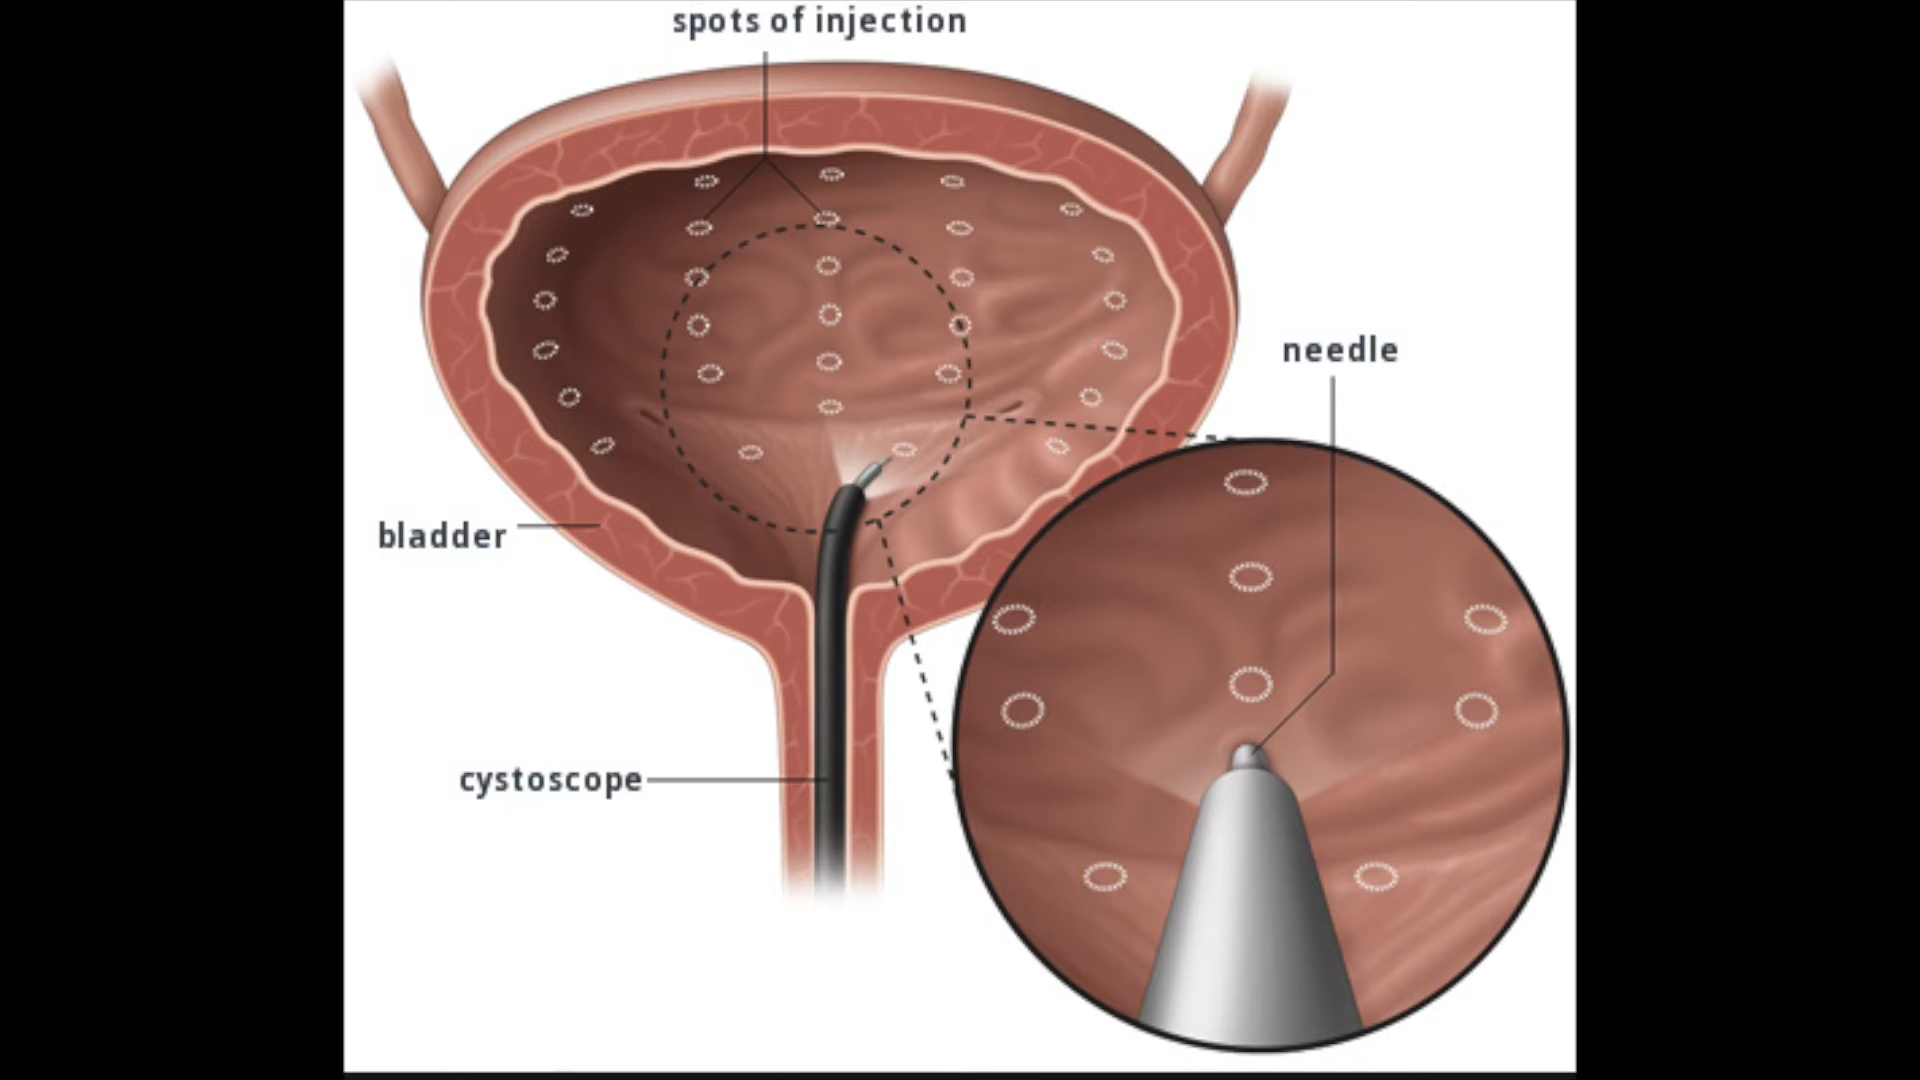 spots of injection
needle
bladder
cystoscope